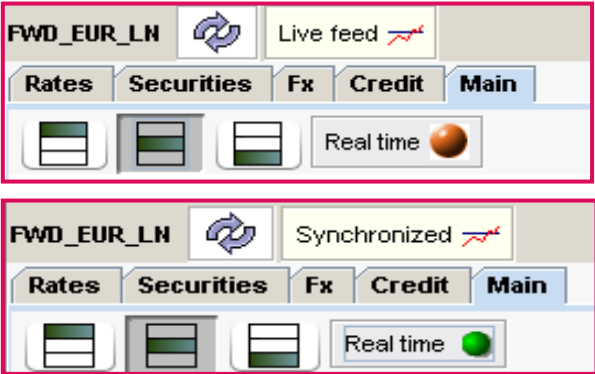 FWD_EUR_LN Live feed
Rates Securities Fx Credit Main
Real time
FWD_EUR_LN Synchronized
Rates Securities Fx Credit Main
Real time